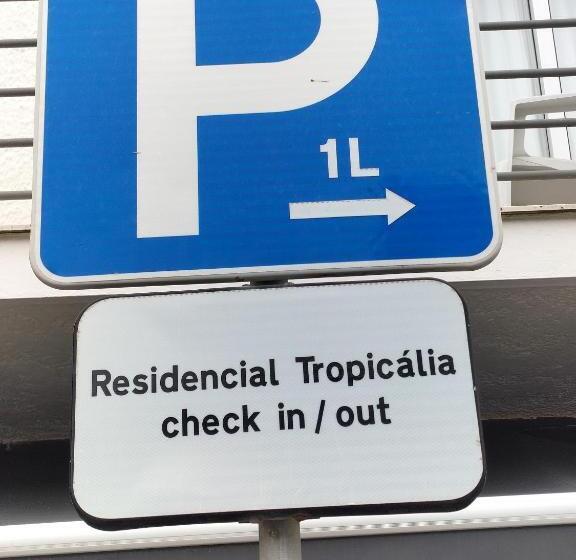 P
1L
Residencial Tropicália
check in / out